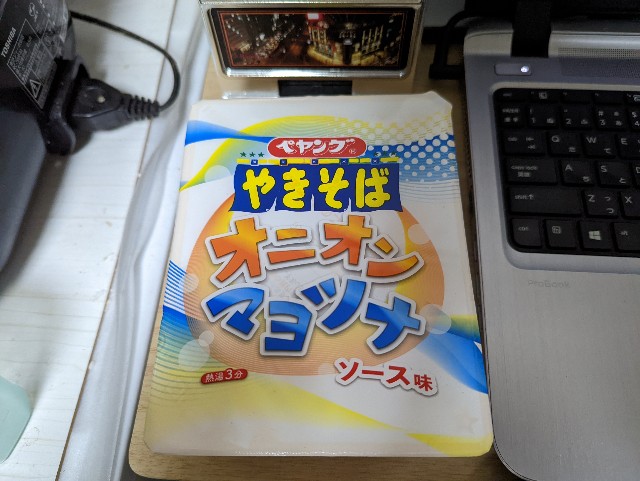 TOSHIBA
ペヤング
やきそば
オニオン
マヨツナ
ソース味
熱湯3分
ProBook